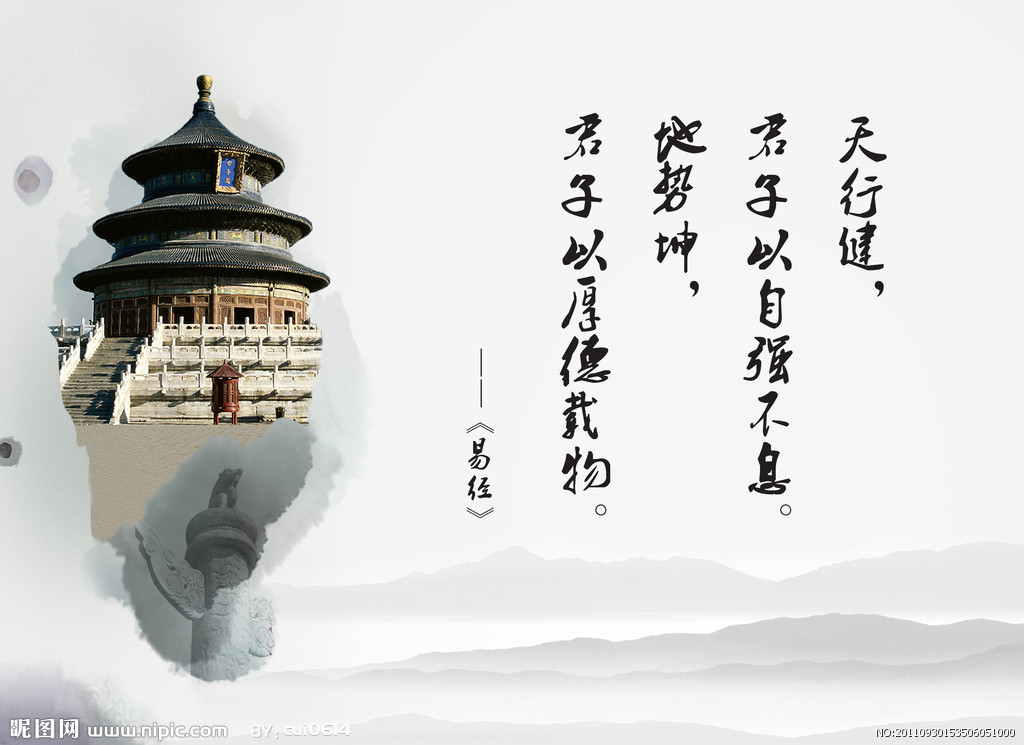 天行健，
君子以自强不息。
地势坤，
君子以厚德载物。
——《易经》
昵图网 www.nipic.com BY：cui0614
NO:20110930153506051000